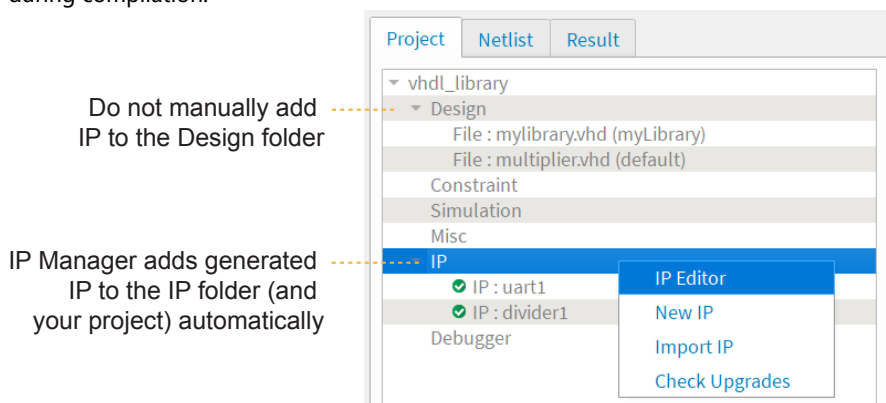 during compilation.
Project Netlist Result
vhdl_library
Do not manually add
IP to the Design folder
Design
File : mylibrary.vhd (myLibrary)
File : multiplier.vhd (default)
Constraint
Simulation
Misc
IP Manager adds generated
IP to the IP folder (and
your project) automatically
IP
IP : uart1
IP : divider1
Debugger
IP Editor
New IP
Import IP
Check Upgrades